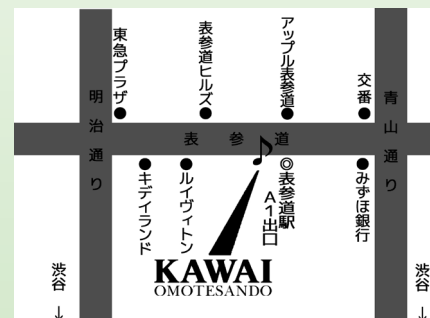 東急プラザ
表参道ヒルズ
アップル表参道
交番
明治通り
青山通り
表参道
キデイランド
ルイヴィトン
◎表参道駅
A1出口
みずほ銀行
KAWAI
OMOTESANDO
渋谷↓
渋谷↓